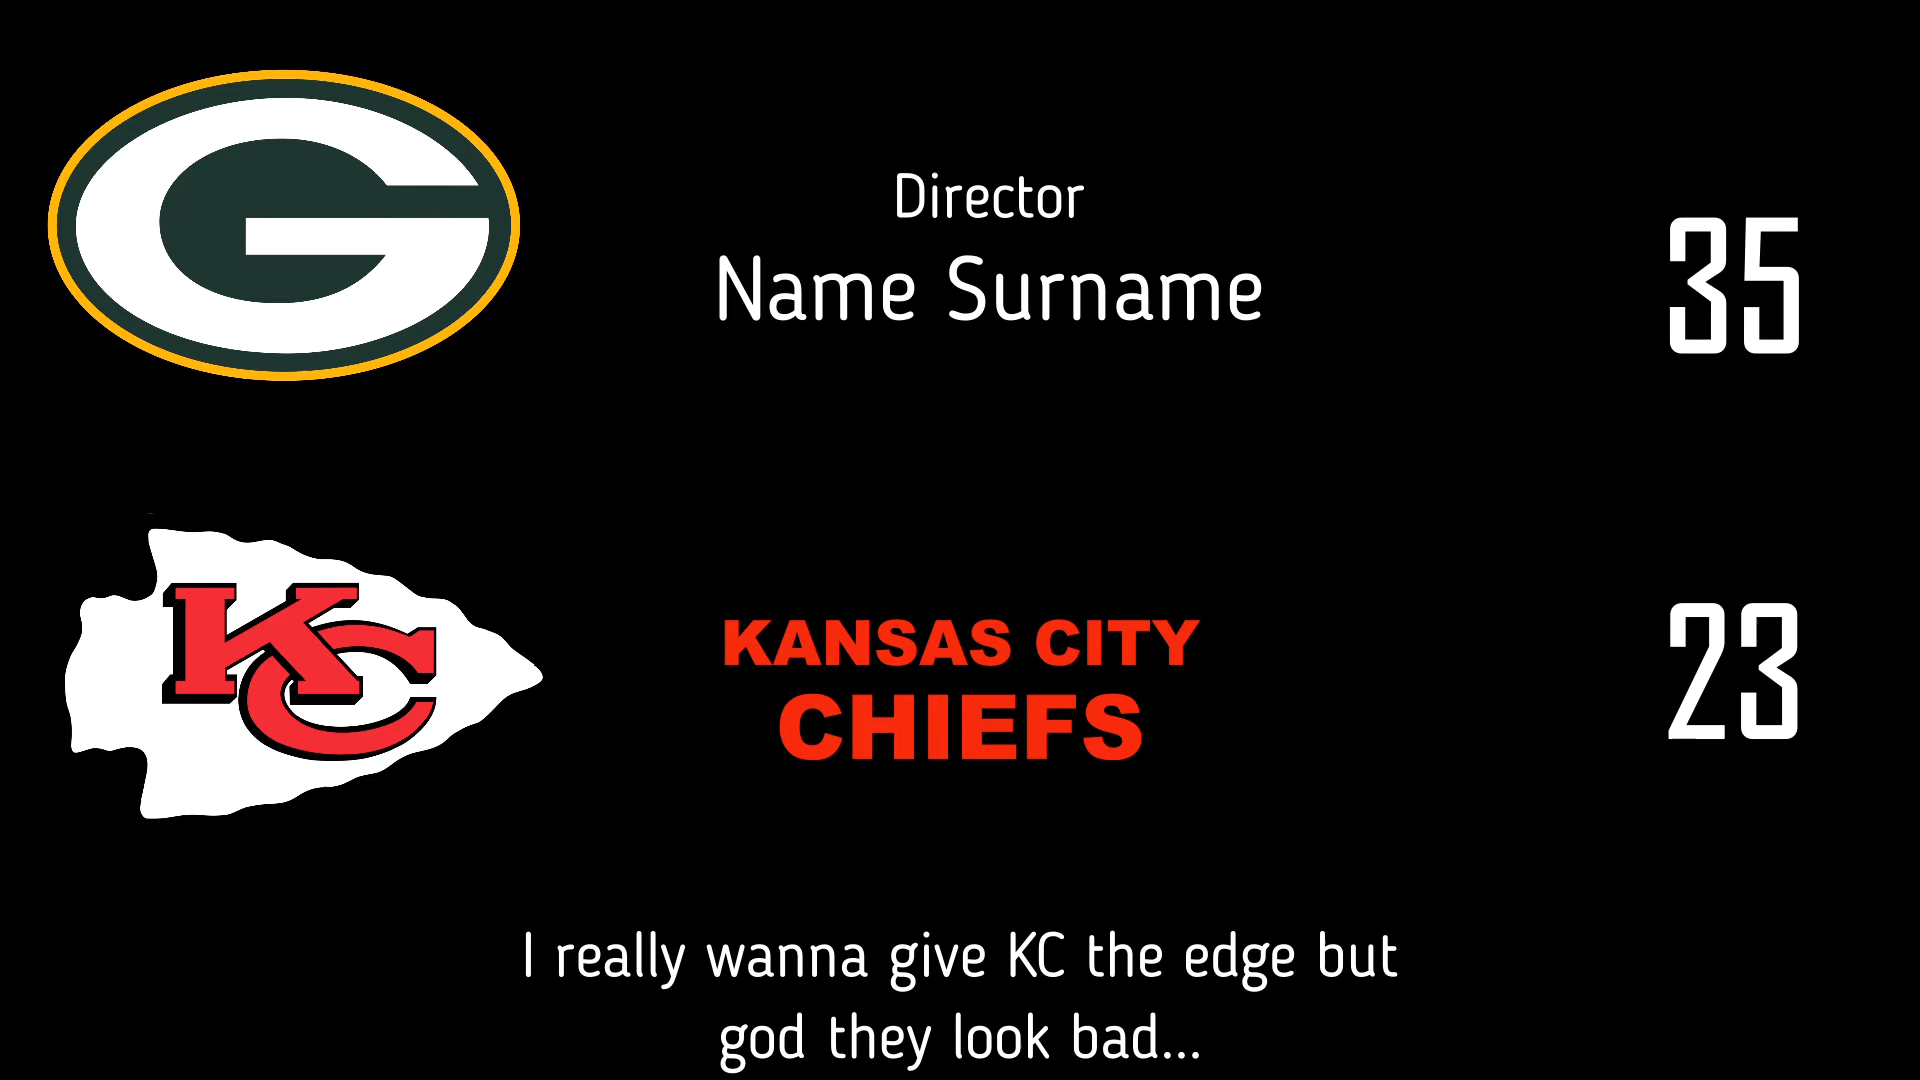 G
Director
Name Surname
35
KC
KANSAS CITY
CHIEFS
23
I really wanna give KC the edge but
god they look bad...